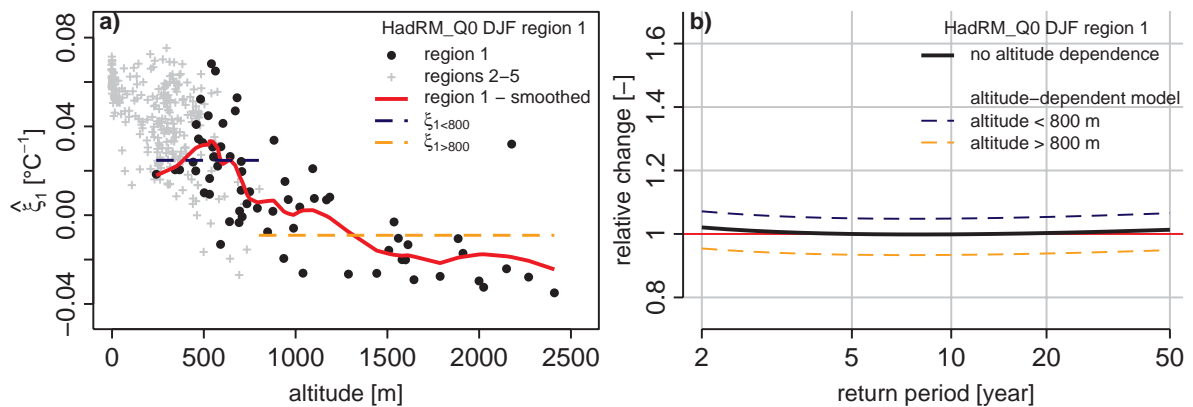 a)
HadRM_Q0 DJF region 1
region 1
regions 2−5
region 1 − smoothed
ξ1<800
ξ1>800
0.08
0.04
0.00
−0.04
ξ̂1 [°C−1]
0
500
1000
1500
2000
2500
altitude [m]
b)
HadRM_Q0 DJF region 1
no altitude dependence
altitude−dependent model
altitude < 800 m
altitude > 800 m
1.6
1.4
1.2
1
0.8
relative change [−]
2
5
10
20
50
return period [year]